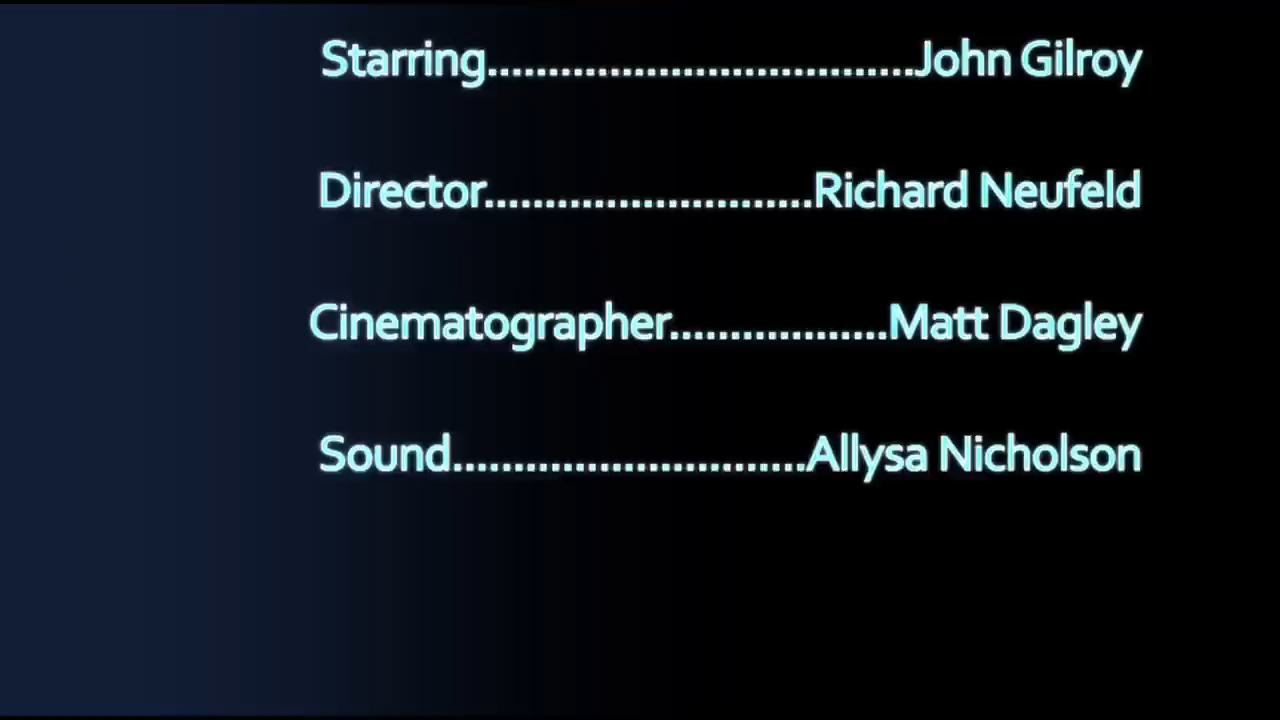 Starring...................................John Gilroy
Director...........................Richard Neufeld
Cinematographer..................Matt Dagley
Sound.............................Allysa Nicholson